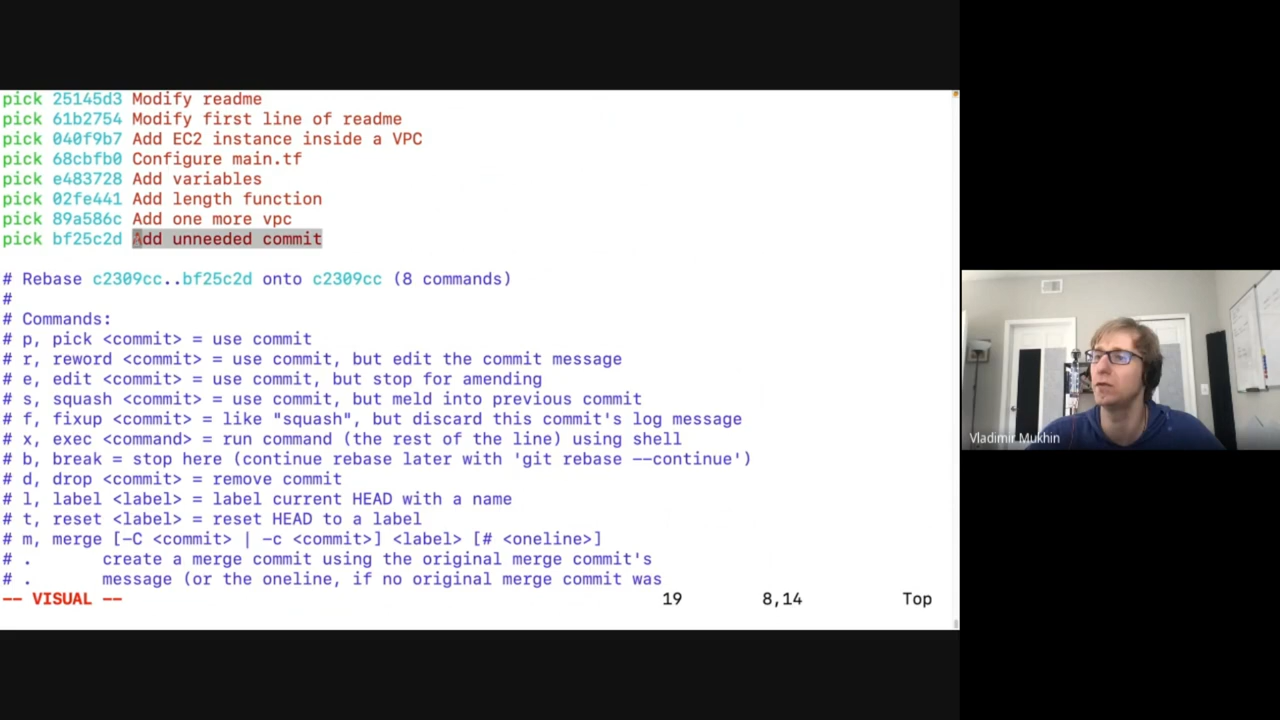 pick 25145d3 Modify readme
pick 61b2754 Modify first line of readme
pick 040f9b7 Add EC2 instance inside a VPC
pick 68cbfb0 Configure main.tf
pick e483728 Add variables
pick 02fe441 Add length function
pick 89a586c Add one more vpc
pick bf25c2d Add unneeded commit
# Rebase c2309cc..bf25c2d onto c2309cc (8 commands)
#
# Commands:
# p, pick <commit> = use commit
# r, reword <commit> = use commit, but edit the commit message
# e, edit <commit> = use commit, but stop for amending
# s, squash <commit> = use commit, but meld into previous commit
# f, fixup <commit> = like "squash", but discard this commit's log message
# x, exec <command> = run command (the rest of the line) using shell
# b, break = stop here (continue rebase later with 'git rebase --continue')
# d, drop <commit> = remove commit
# l, label <label> = label current HEAD with a name
# t, reset <label> = reset HEAD to a label
# m, merge [-C <commit> | -c <commit>] <label> [# <oneline>]
# .       create a merge commit using the original merge commit's
# .       message (or the oneline, if no original merge commit was
-- VISUAL -- 19 8,14 Top
Vladimir Mukhin